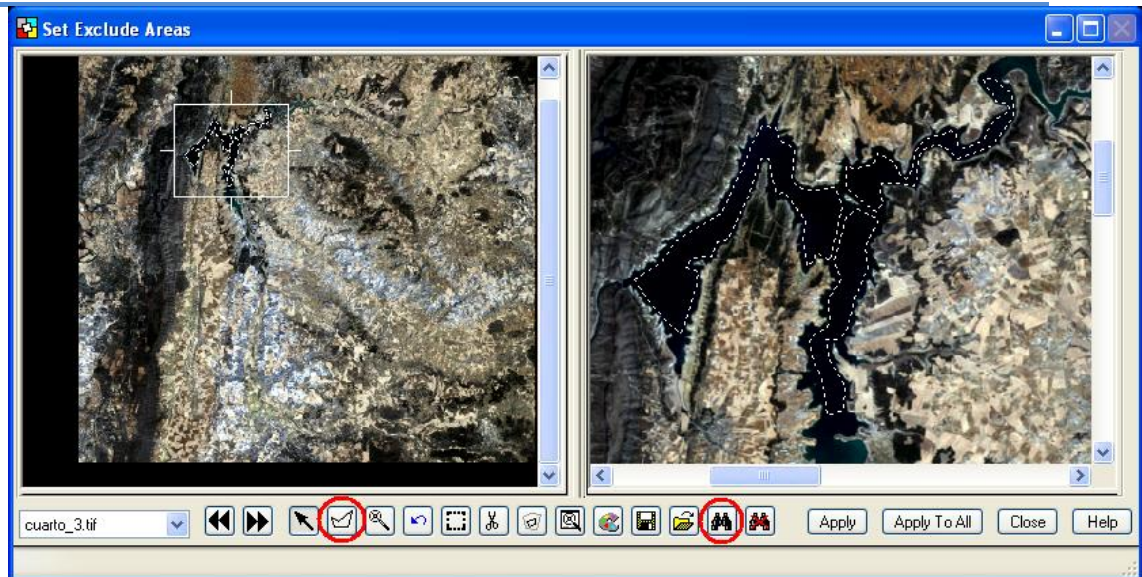 Set Exclude Areas
cuarto_3.tif
Apply
Apply To All
Close
Help